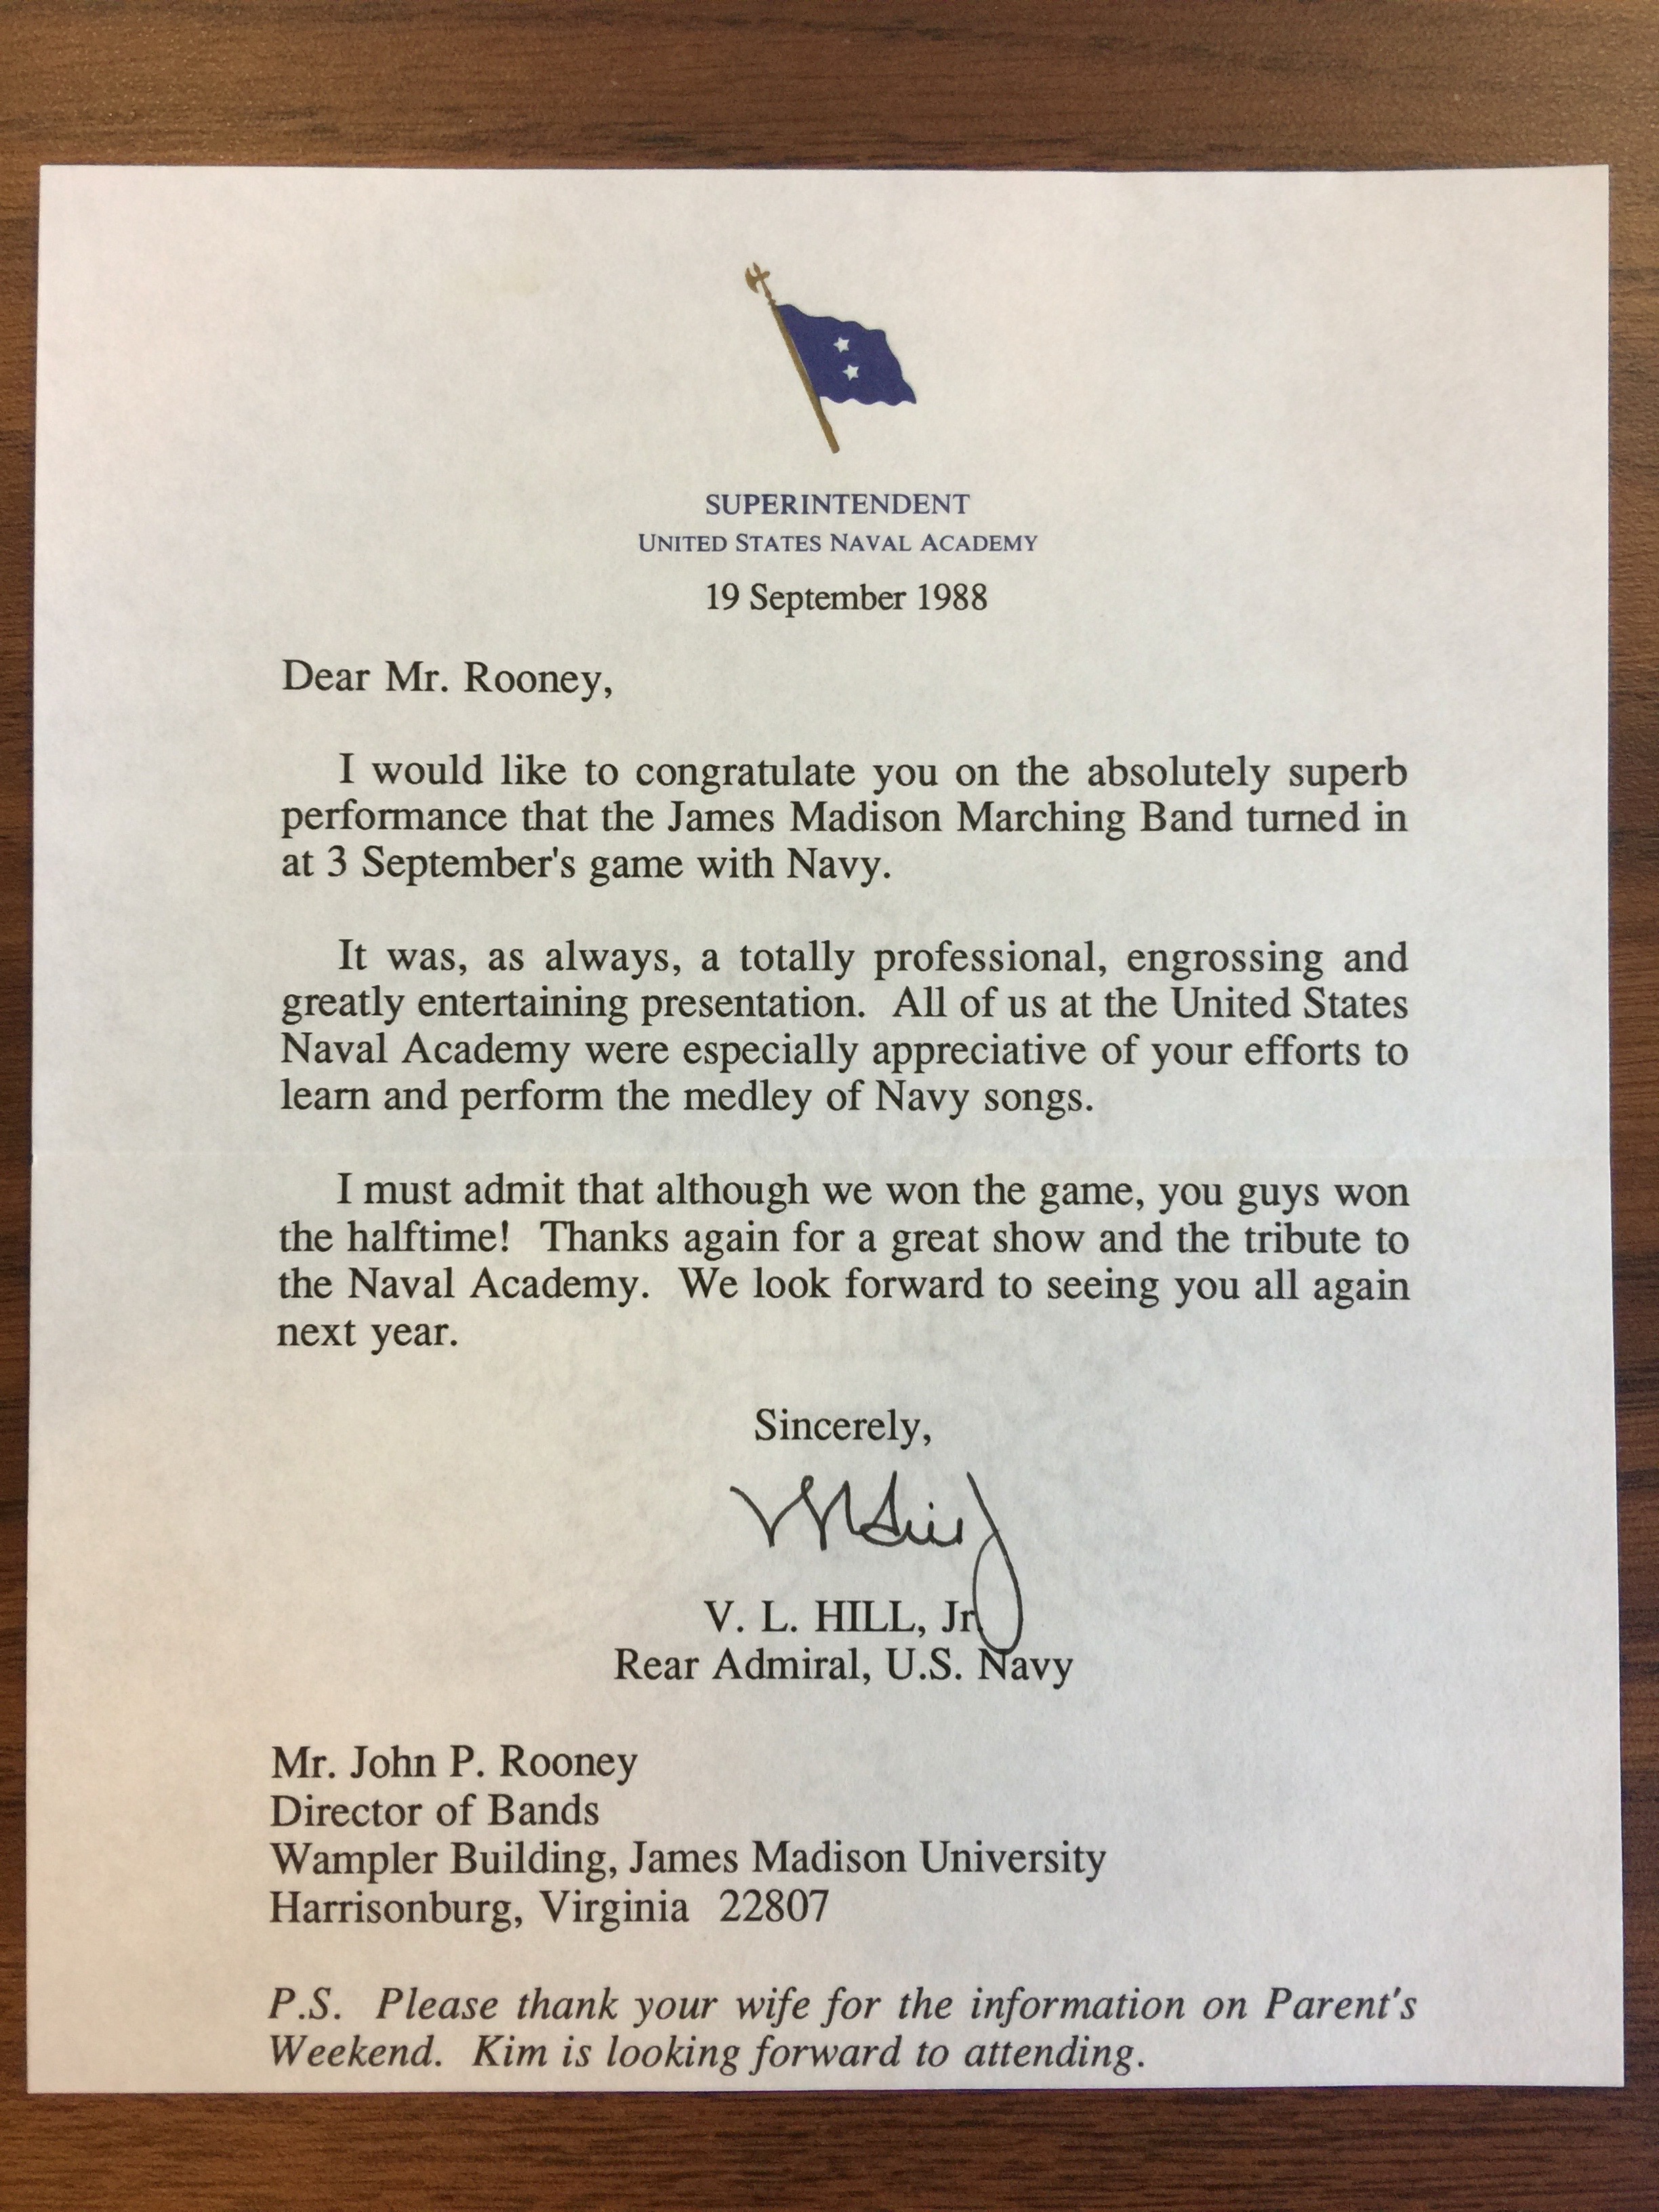 SUPERINTENDENT
UNITED STATES NAVAL ACADEMY
19 September 1988
Dear Mr. Rooney,
I would like to congratulate you on the absolutely superb
performance that the James Madison Marching Band turned in
at 3 September's game with Navy.
It was, as always, a totally professional, engrossing and
greatly entertaining presentation.  All of us at the United States
Naval Academy were especially appreciative of your efforts to
learn and perform the medley of Navy songs.
I must admit that although we won the game, you guys won
the halftime!  Thanks again for a great show and the tribute to
the Naval Academy.  We look forward to seeing you all again
next year.
Sincerely,
V. L. HILL, Jr
Rear Admiral, U.S. Navy
Mr. John P. Rooney
Director of Bands
Wampler Building, James Madison University
Harrisonburg, Virginia  22807
P.S.  Please thank your wife for the information on Parent's
Weekend.  Kim is looking forward to attending.